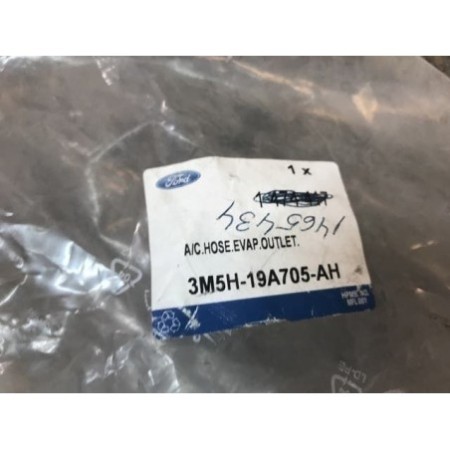 Ford
1 x
1465434
A/C.HOSE.EVAP.OUTLET.
3M5H-19A705-AH